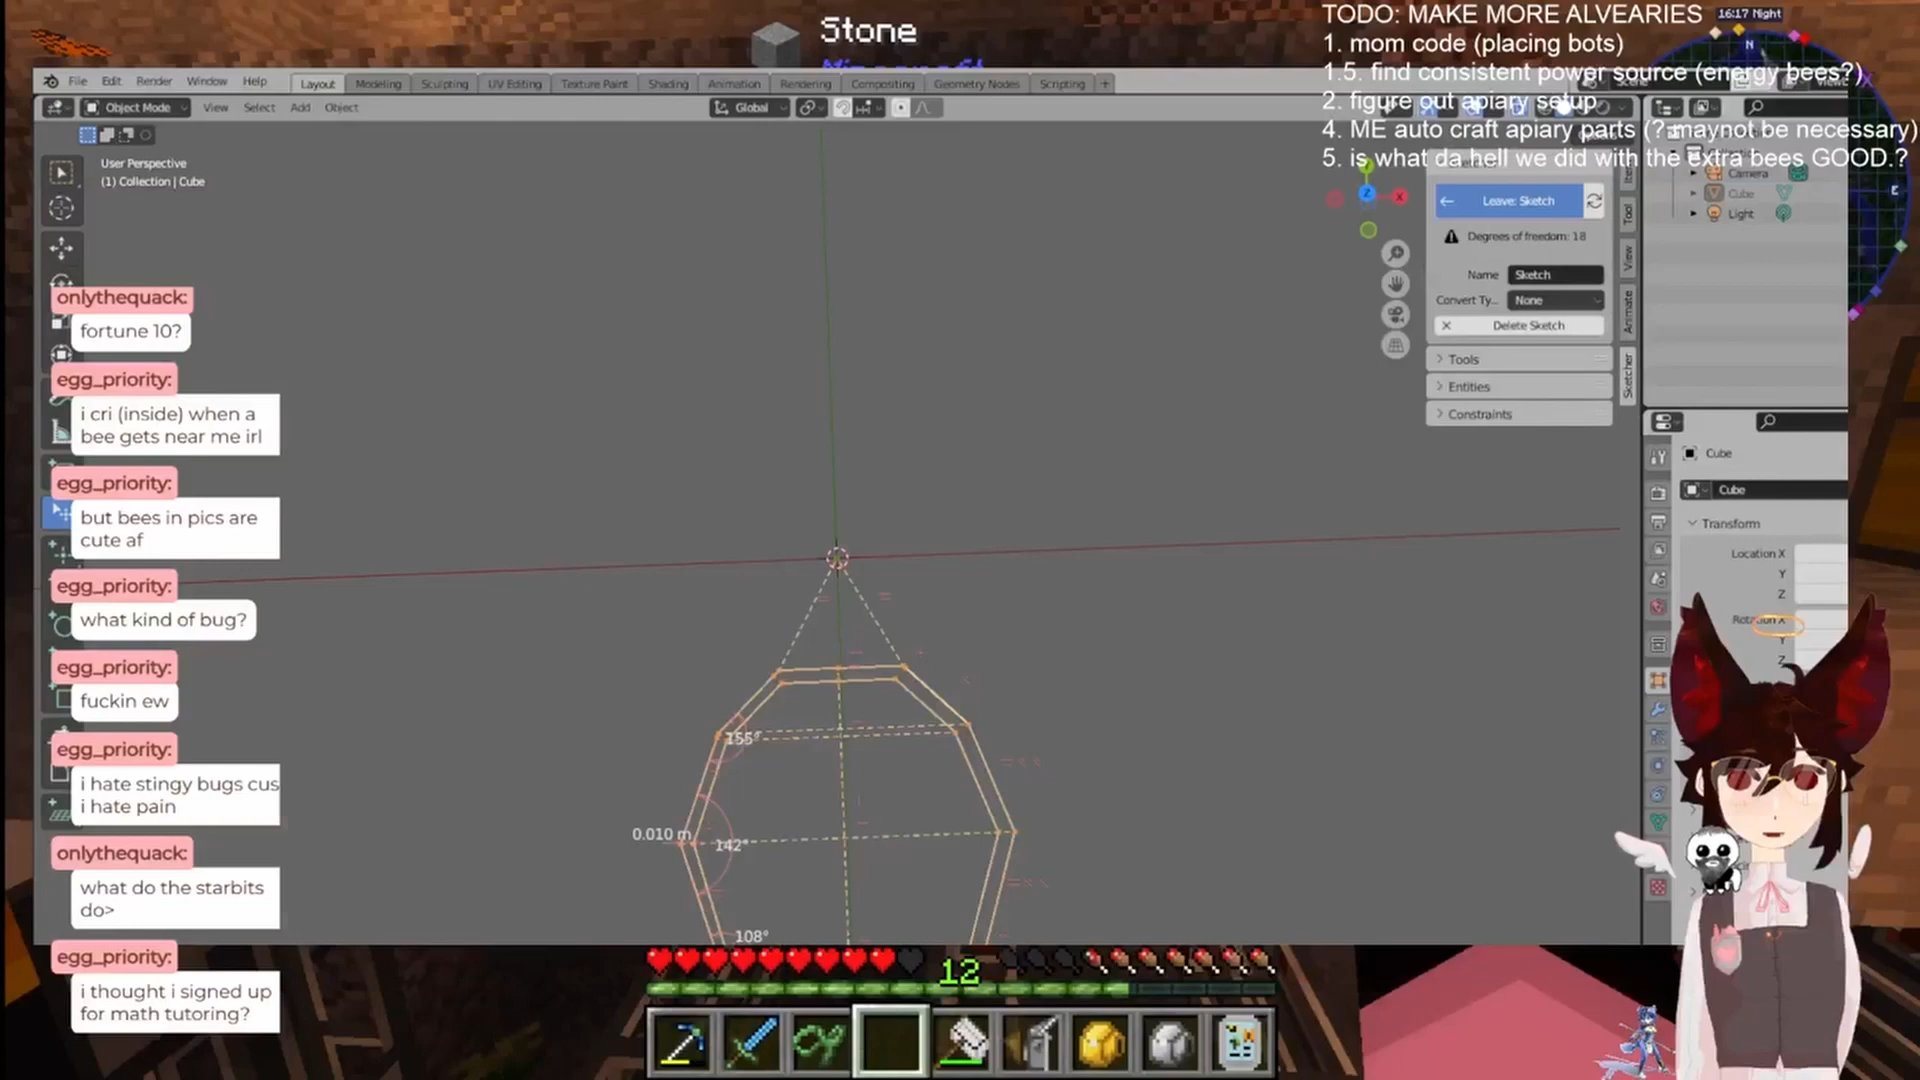 Stone
TODO: MAKE MORE ALVEARIES
1. mom code (placing bots)
1.5. find consistent power source (energy bees?)
2. figure out apiary setup
4. ME auto craft apiary parts (? maynot be necessary)
5. is what da hell we did with the extra bees GOOD.?
16:17 Night
N
E
File Edit Render Window Help Layout Modeling Sculpting UV Editing Texture Paint Shading Animation Rendering Compositing Geometry Nodes Scripting +
Scene
Object Mode View Select Add Object Global
User Perspective
(1) Collection | Cube
Z
X
Leave: Sketch
Degrees of freedom: 18
Name Sketch
Convert Ty... None
Delete Sketch
Tools
Entities
Constraints
Tool
View
Animate
Sketcher
Camera
Cube
Light
Cube
Cube
Transform
Location X
Y
Z
Rotation X
Y
Z
155°
0.010 m
142°
108°
onlythequack:
fortune 10?
egg_priority:
i cri (inside) when a
bee gets near me irl
egg_priority:
but bees in pics are
cute af
egg_priority:
what kind of bug?
egg_priority:
fuckin ew
egg_priority:
i hate stingy bugs cus
i hate pain
onlythequack:
what do the starbits
do>
egg_priority:
i thought i signed up
for math tutoring?
12